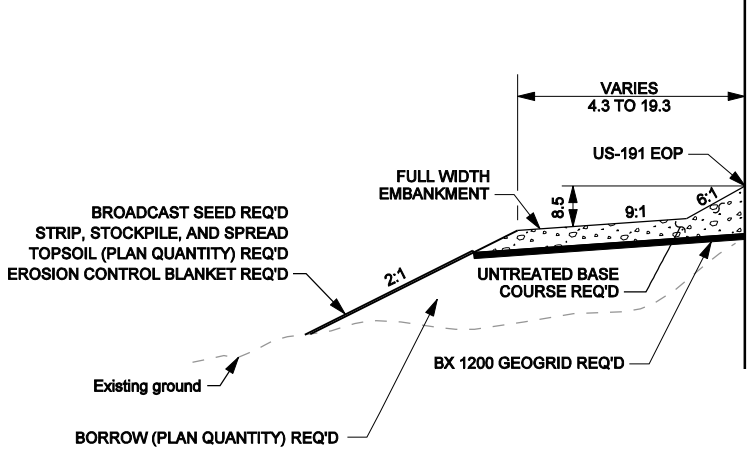 VARIES
4.3 TO 19.3
US-191 EOP
FULL WIDTH
EMBANKMENT
8.5
9:1
6:1
BROADCAST SEED REQ'D
STRIP, STOCKPILE, AND SPREAD
TOPSOIL (PLAN QUANTITY) REQ'D
EROSION CONTROL BLANKET REQ'D
2:1
UNTREATED BASE
COURSE REQ'D
BX 1200 GEOGRID REQ'D
Existing ground
BORROW (PLAN QUANTITY) REQ'D